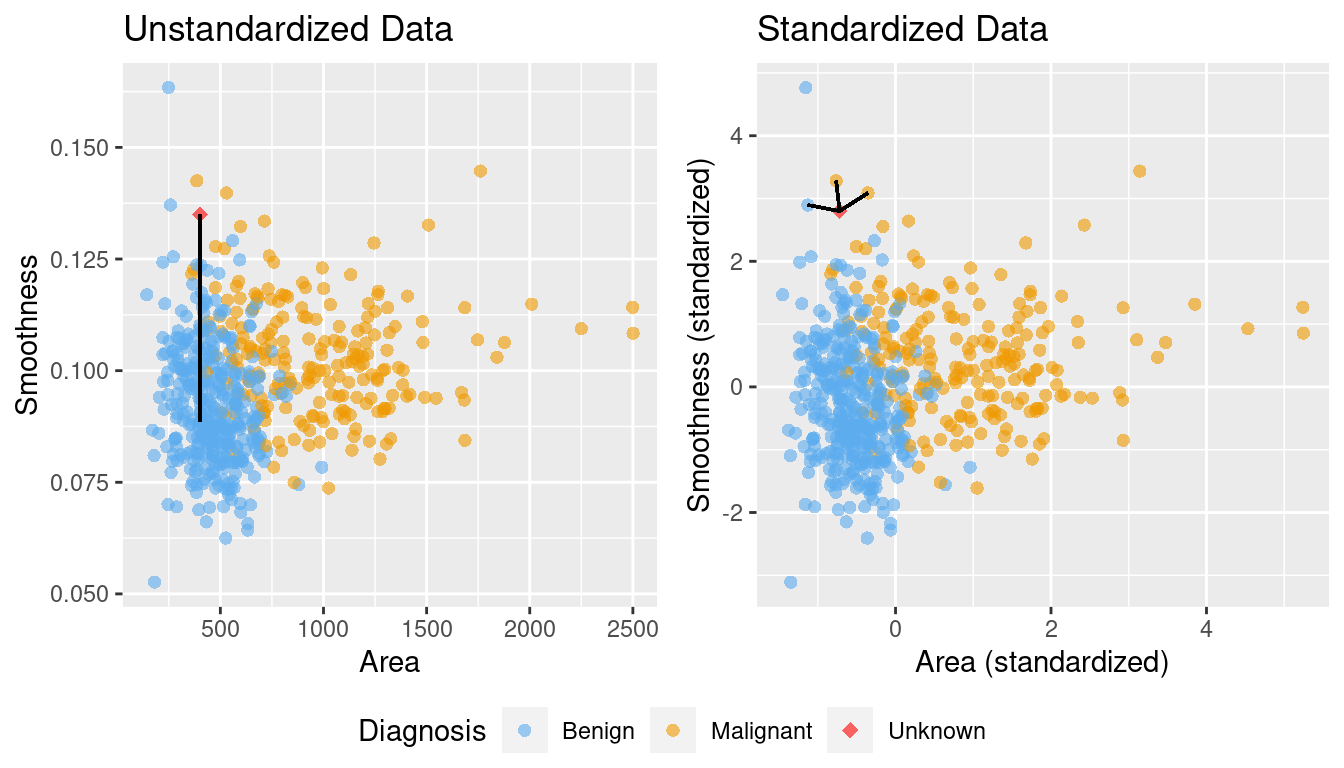 Unstandardized Data
Smoothness
0.150
0.125
0.100
0.075
0.050
500 1000 1500 2000 2500
Area
Standardized Data
Smoothness (standardized)
4
2
0
-2
0 2 4
Area (standardized)
Diagnosis Benign Malignant Unknown